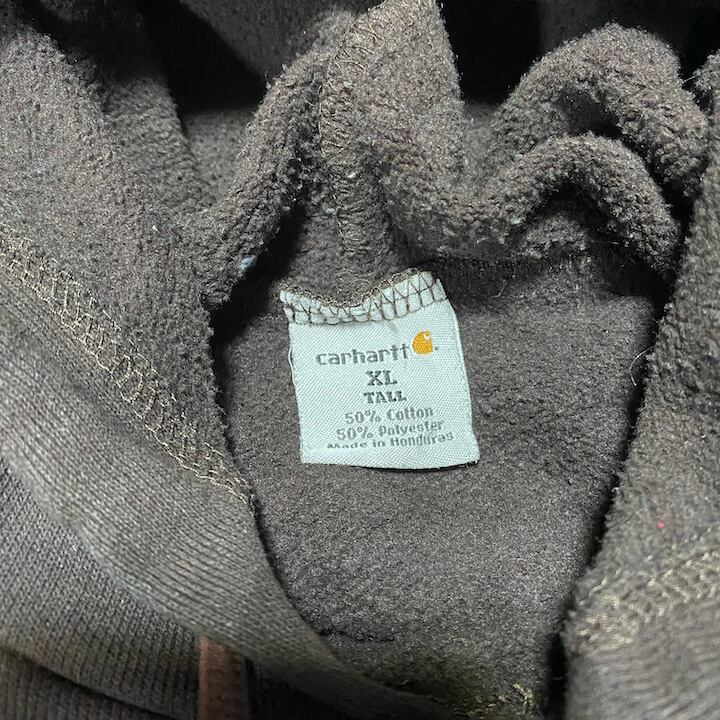 carhartt
XL
TALL
50% Cotton
50% Polyester
Made in Honduras